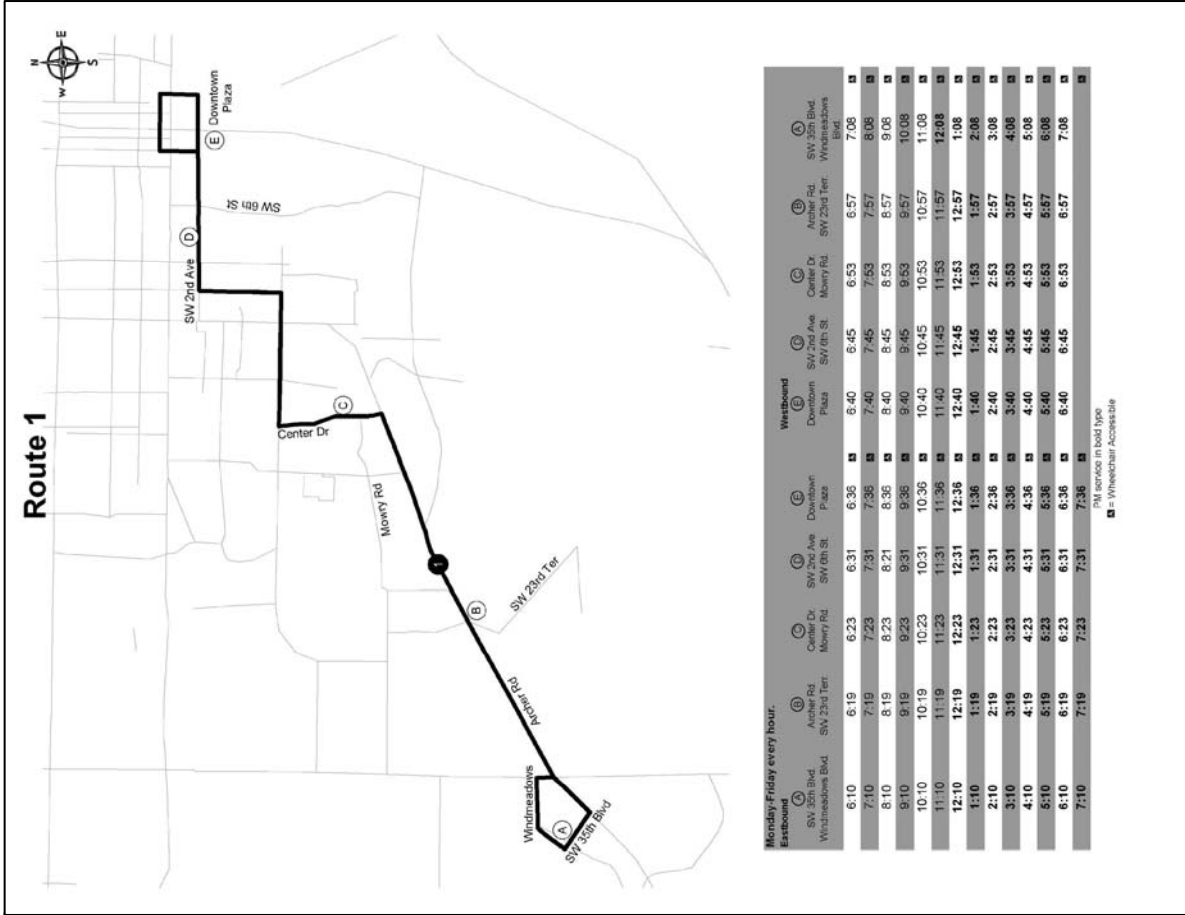 Route 1
N
W E
S
Downtown
Plaza
E
SW 6th St
D
SW 2nd Ave
C
Center Dr
Mowry Rd
1
SW 23rd Ter
B
Archer Rd
Windmeadows
A
SW 35th Blvd
Monday-Friday every hour.
Eastbound Westbound
A B C D E E D C B A
SW 35th Blvd. Archer Rd. Center Dr. SW 2nd Ave. Downtown Downtown SW 2nd Ave. Center Dr. Archer Rd. SW 35th Blvd.
Windmeadows Blvd. SW 23rd Terr. Mowry Rd. SW 6th St. Plaza Plaza SW 6th St. Mowry Rd. SW 23rd Terr. Windmeadows
Blvd.
6:10 6:19 6:23 6:31 6:36 6:40 6:45 6:53 6:57 7:08
7:10 7:19 7:23 7:31 7:36 7:40 7:45 7:53 7:57 8:08
8:10 8:19 8:23 8:21 8:36 8:40 8:45 8:53 8:57 9:08
9:10 9:19 9:23 9:31 9:36 9:40 9:45 9:53 9:57 10:08
10:10 10:19 10:23 10:31 10:36 10:40 10:45 10:53 10:57 11:08
11:10 11:19 11:23 11:31 11:36 11:40 11:45 11:53 11:57 12:08
12:10 12:19 12:23 12:31 12:36 12:40 12:45 12:53 12:57 1:08
1:10 1:19 1:23 1:31 1:36 1:40 1:45 1:53 1:57 2:08
2:10 2:19 2:23 2:31 2:36 2:40 2:45 2:53 2:57 3:08
3:10 3:19 3:23 3:31 3:36 3:40 3:45 3:53 3:57 4:08
4:10 4:19 4:23 4:31 4:36 4:40 4:45 4:53 4:57 5:08
5:10 5:19 5:23 5:31 5:36 5:40 5:45 5:53 5:57 6:08
6:10 6:19 6:23 6:31 6:36 6:40 6:45 6:53 6:57 7:08
7:10 7:19 7:23 7:31 7:36
PM service in bold type
= Wheelchair Accessible